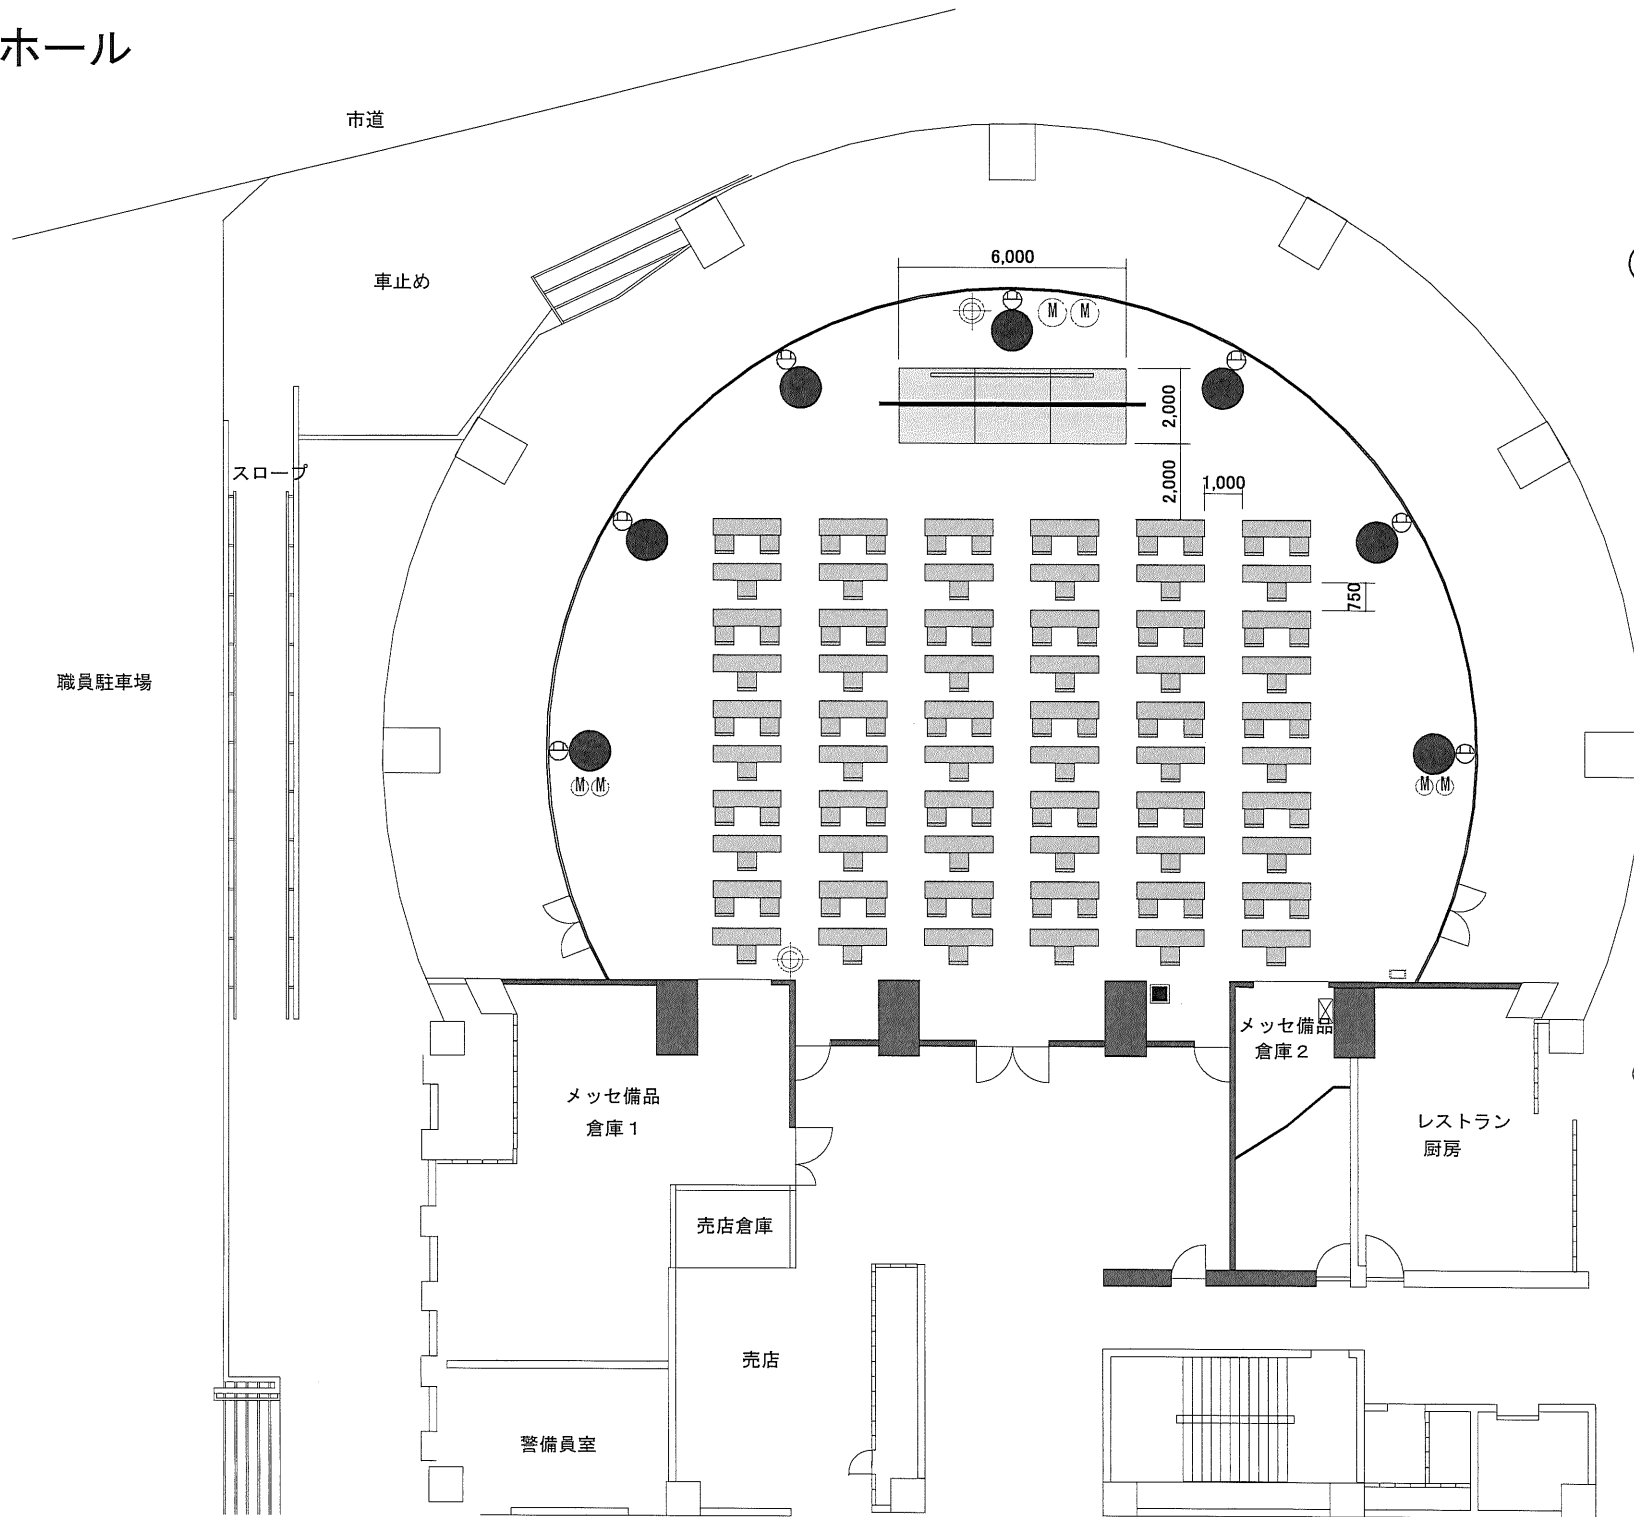 ホール
市道
6,000
車止め
M M
2,000
2,000
1,000
スロープ
750
職員駐車場
M M
M M
メッセ備品
倉庫2
メッセ備品
倉庫1
レストラン
厨房
売店倉庫
売店
警備員室